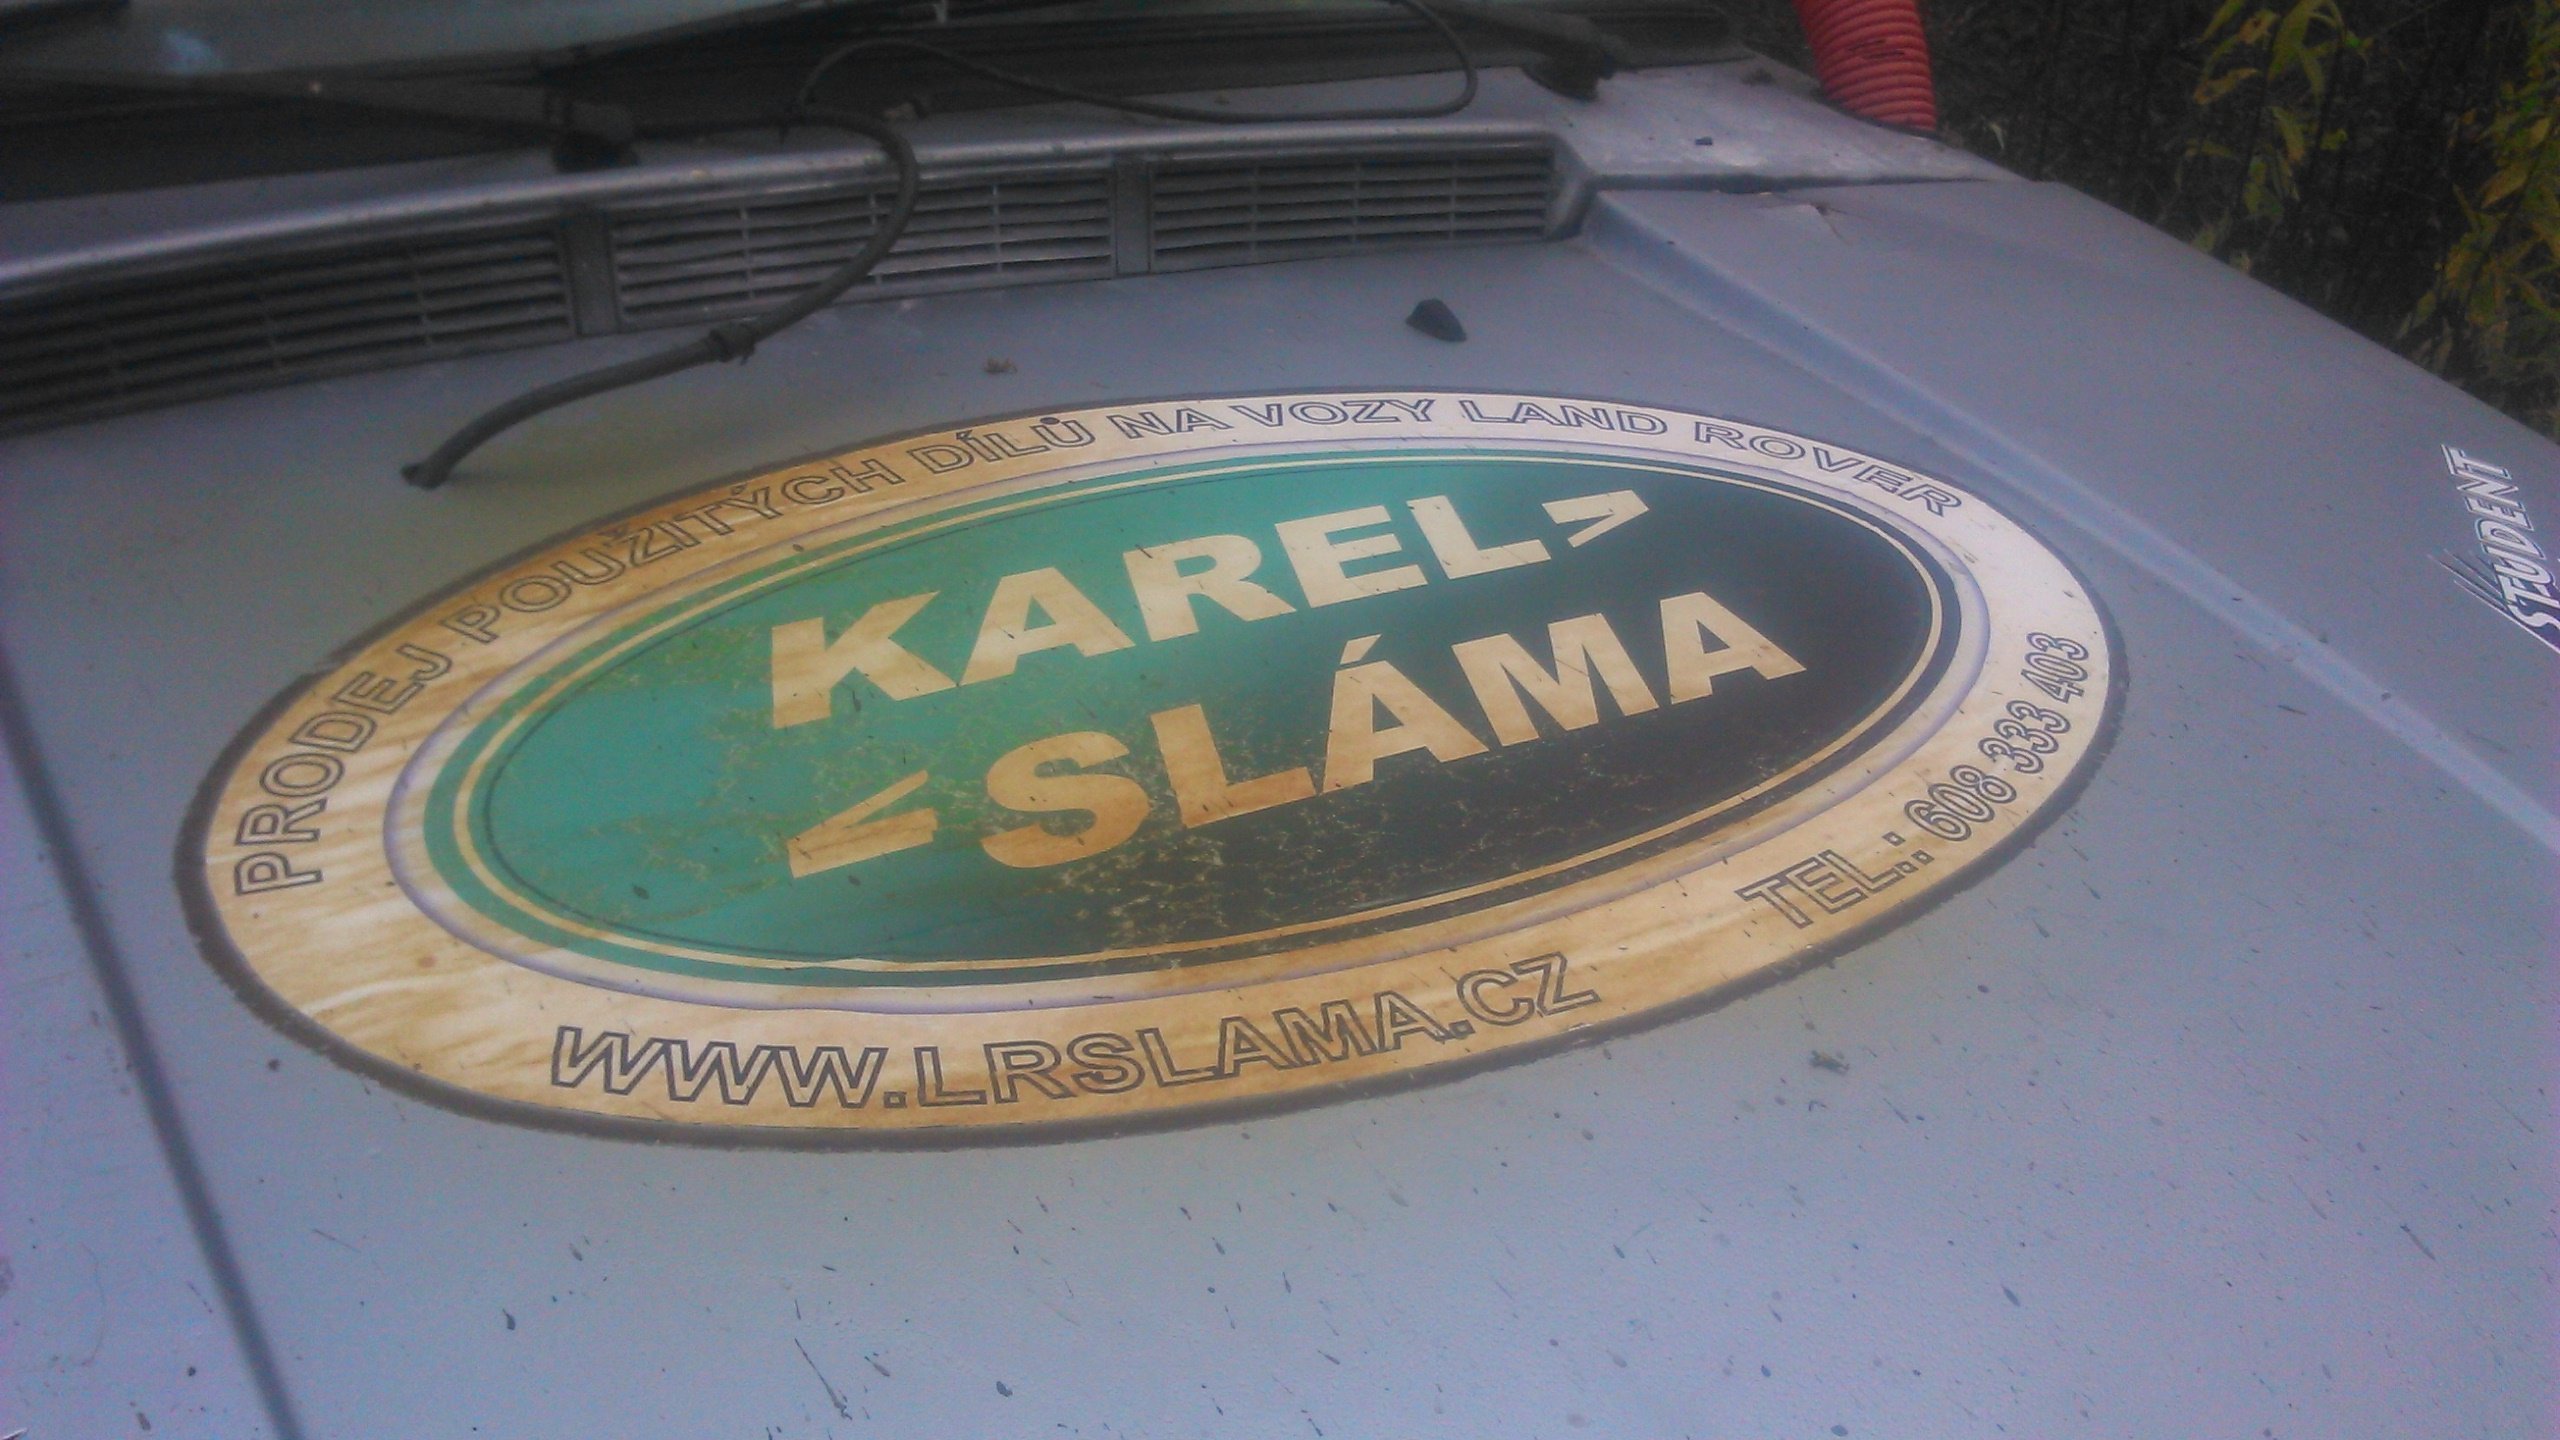 PRODEJ POUŽITÝCH DÍLŮ NA VOZY LAND ROVER
KAREL>
<SLÁMA
TEL.: 608 333 403
WWW.LRSLAMA.CZ
STUDENT